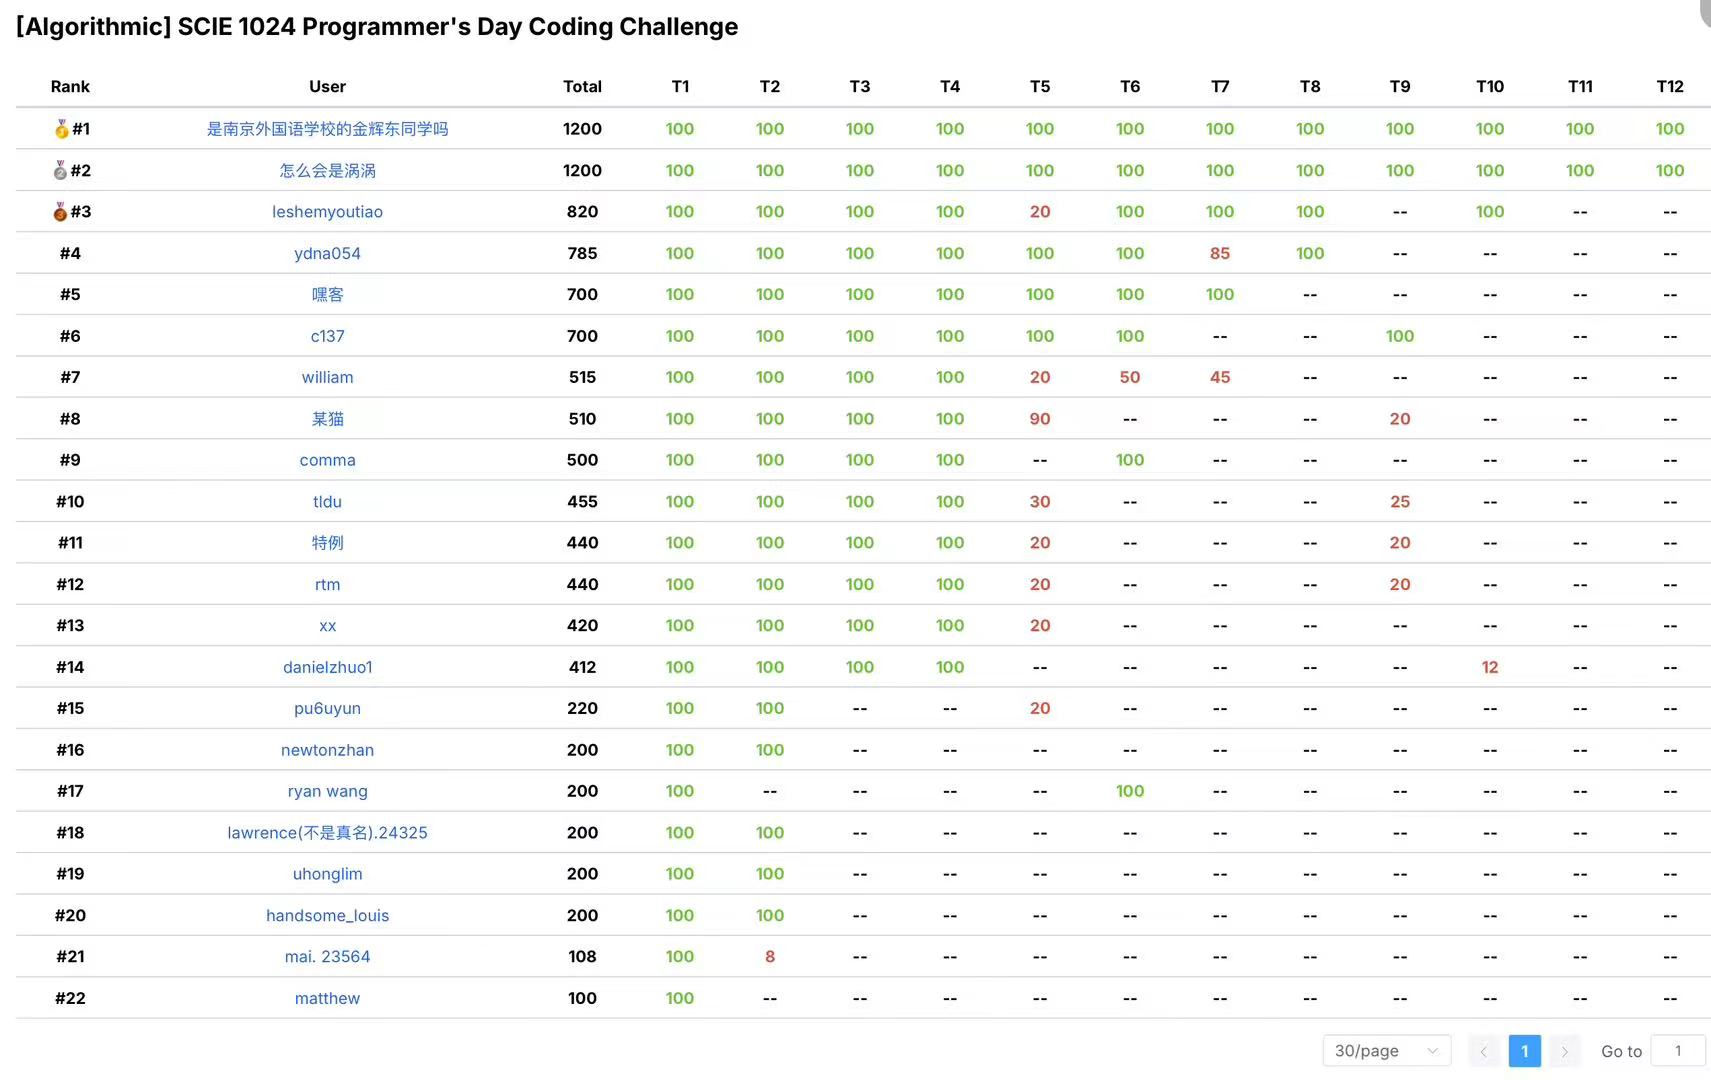 [Algorithmic] SCIE 1024 Programmer's Day Coding Challenge
Rank User Total T1 T2 T3 T4 T5 T6 T7 T8 T9 T10 T11 T12
#1 是南京外国语学校的金辉东同学吗 1200 100 100 100 100 100 100 100 100 100 100 100 100
#2 怎么会是涡涡 1200 100 100 100 100 100 100 100 100 100 100 100 100
#3 leshemyoutiao 820 100 100 100 100 20 100 100 100 -- 100 -- --
#4 ydna054 785 100 100 100 100 100 100 85 100 -- -- -- --
#5 嘿客 700 100 100 100 100 100 100 100 -- -- -- -- --
#6 c137 700 100 100 100 100 100 100 -- -- 100 -- -- --
#7 william 515 100 100 100 100 20 50 45 -- -- -- -- --
#8 某猫 510 100 100 100 100 90 -- -- -- 20 -- -- --
#9 comma 500 100 100 100 100 -- 100 -- -- -- -- -- --
#10 tldu 455 100 100 100 100 30 -- -- -- 25 -- -- --
#11 特例 440 100 100 100 100 20 -- -- -- 20 -- -- --
#12 rtm 440 100 100 100 100 20 -- -- -- 20 -- -- --
#13 xx 420 100 100 100 100 20 -- -- -- -- -- -- --
#14 danielzhuo1 412 100 100 100 100 -- -- -- -- -- 12 -- --
#15 pu6uyun 220 100 100 -- -- 20 -- -- -- -- -- -- --
#16 newtonzhan 200 100 100 -- -- -- -- -- -- -- -- -- --
#17 ryan wang 200 100 -- -- -- -- 100 -- -- -- -- -- --
#18 lawrence(不是真名).24325 200 100 100 -- -- -- -- -- -- -- -- -- --
#19 uhonglim 200 100 100 -- -- -- -- -- -- -- -- -- --
#20 handsome_louis 200 100 100 -- -- -- -- -- -- -- -- -- --
#21 mai. 23564 108 100 8 -- -- -- -- -- -- -- -- -- --
#22 matthew 100 100 -- -- -- -- -- -- -- -- -- -- --
30/page 1 Go to 1